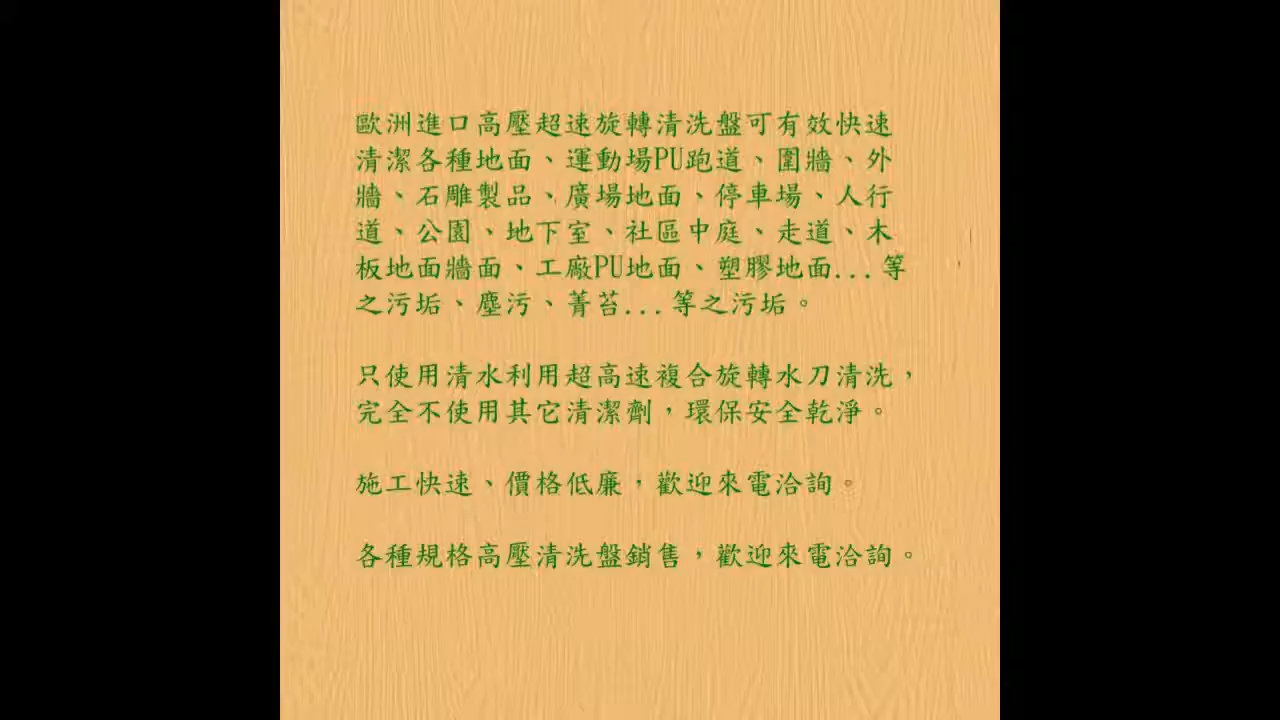 歐洲進口高壓超速旋轉清洗盤可有效快速
清潔各種地面、運動場PU跑道、圍牆、外
牆、石雕製品、廣場地面、停車場、人行
道、公園、地下室、社區中庭、走道、木
板地面牆面、工廠PU地面、塑膠地面...等
之污垢、塵污、菁苔...等之污垢。
只使用清水利用超高速複合旋轉水刀清洗，
完全不使用其它清潔劑，環保安全乾淨。
施工快速、價格低廉，歡迎來電洽詢。
各種規格高壓清洗盤銷售，歡迎來電洽詢。